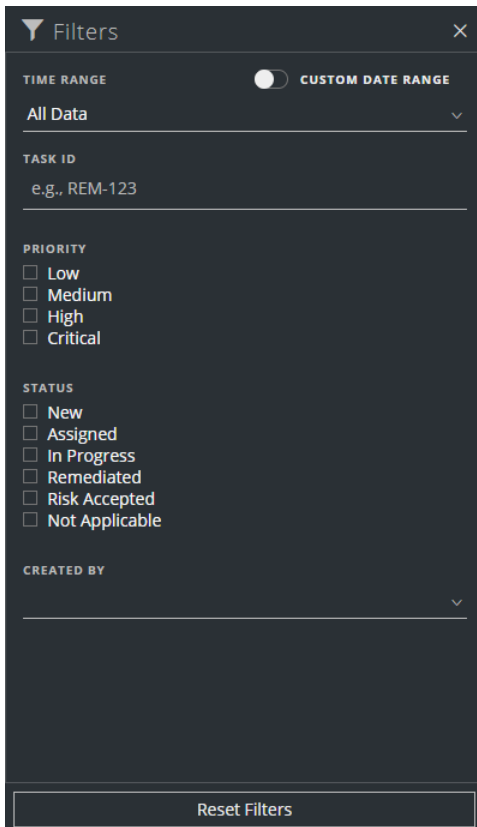 Filters
TIME RANGE
CUSTOM DATE RANGE
All Data
TASK ID
e.g., REM-123
PRIORITY
Low
Medium
High
Critical
STATUS
New
Assigned
In Progress
Remediated
Risk Accepted
Not Applicable
CREATED BY
Reset Filters